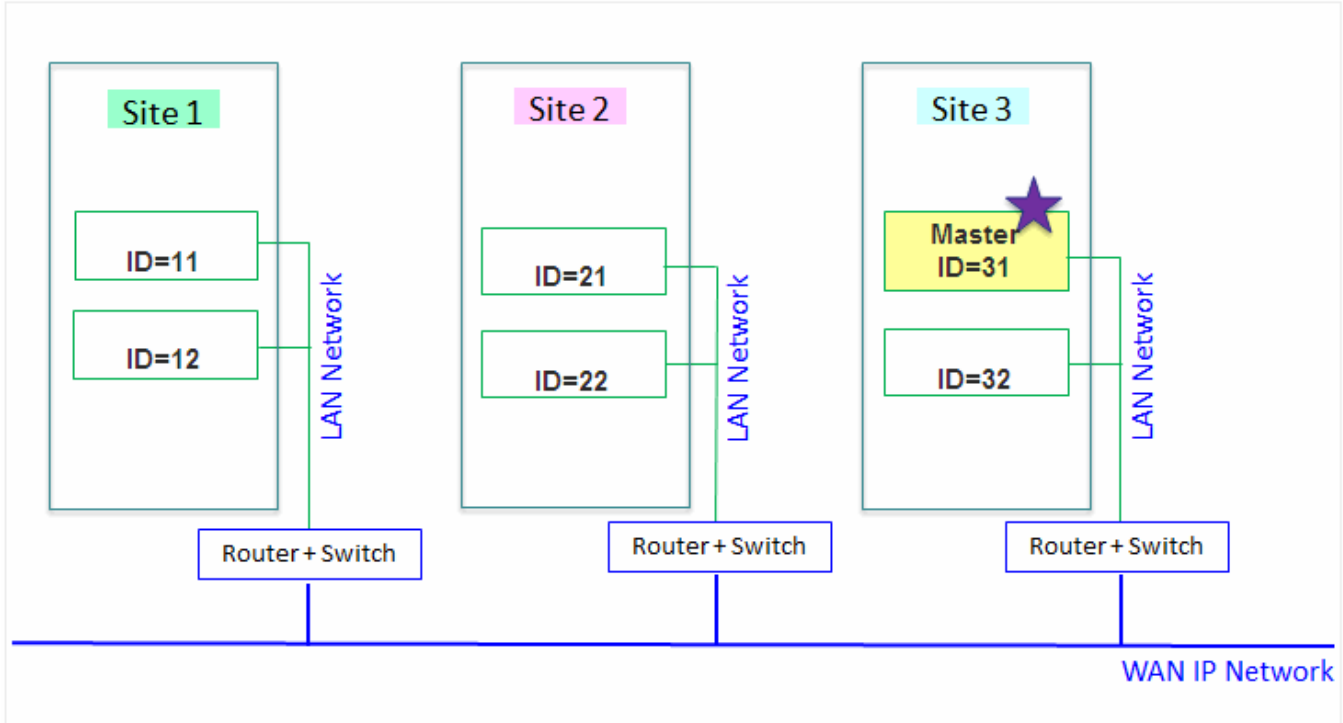 Site 1
ID=11
ID=12
LAN Network
Router + Switch
Site 2
ID=21
ID=22
LAN Network
Router + Switch
Site 3
Master
ID=31
ID=32
LAN Network
Router + Switch
WAN IP Network